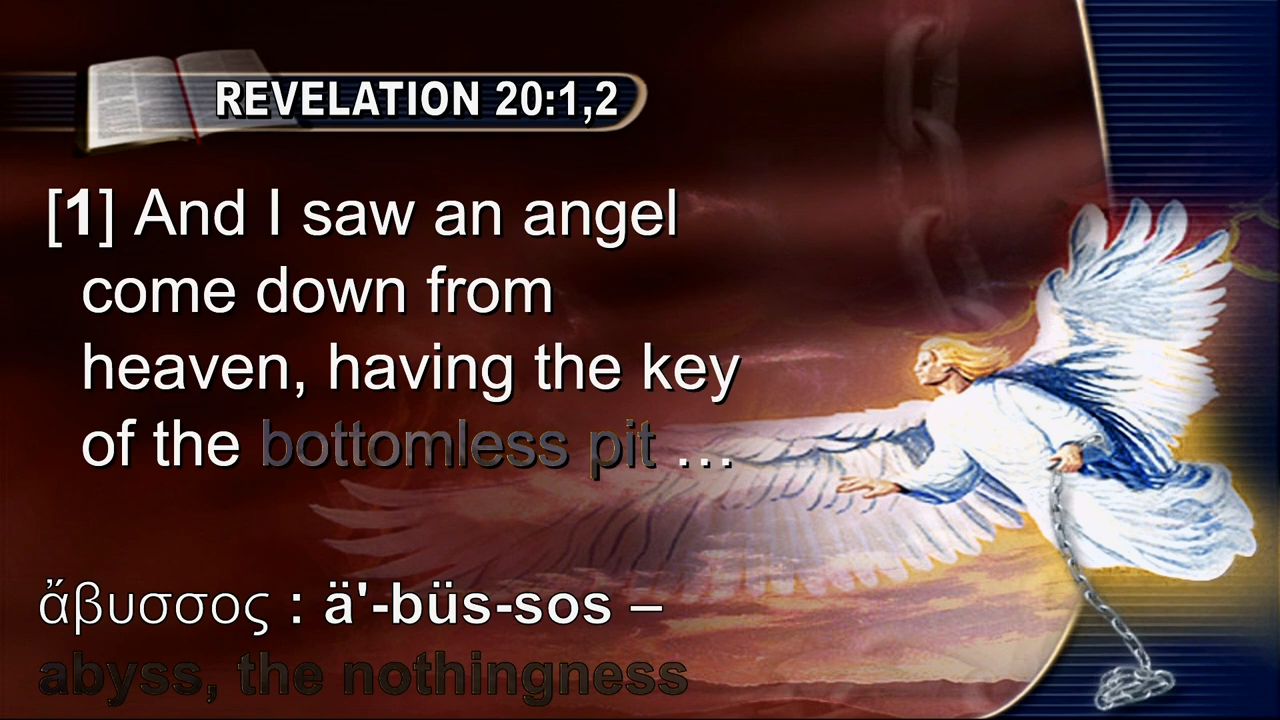 REVELATION 20:1,2
[1] And I saw an angel
come down from
heaven, having the key
of the bottomless pit ...
ἄβυσσος : ä'-büs-sos –
abyss, the nothingness